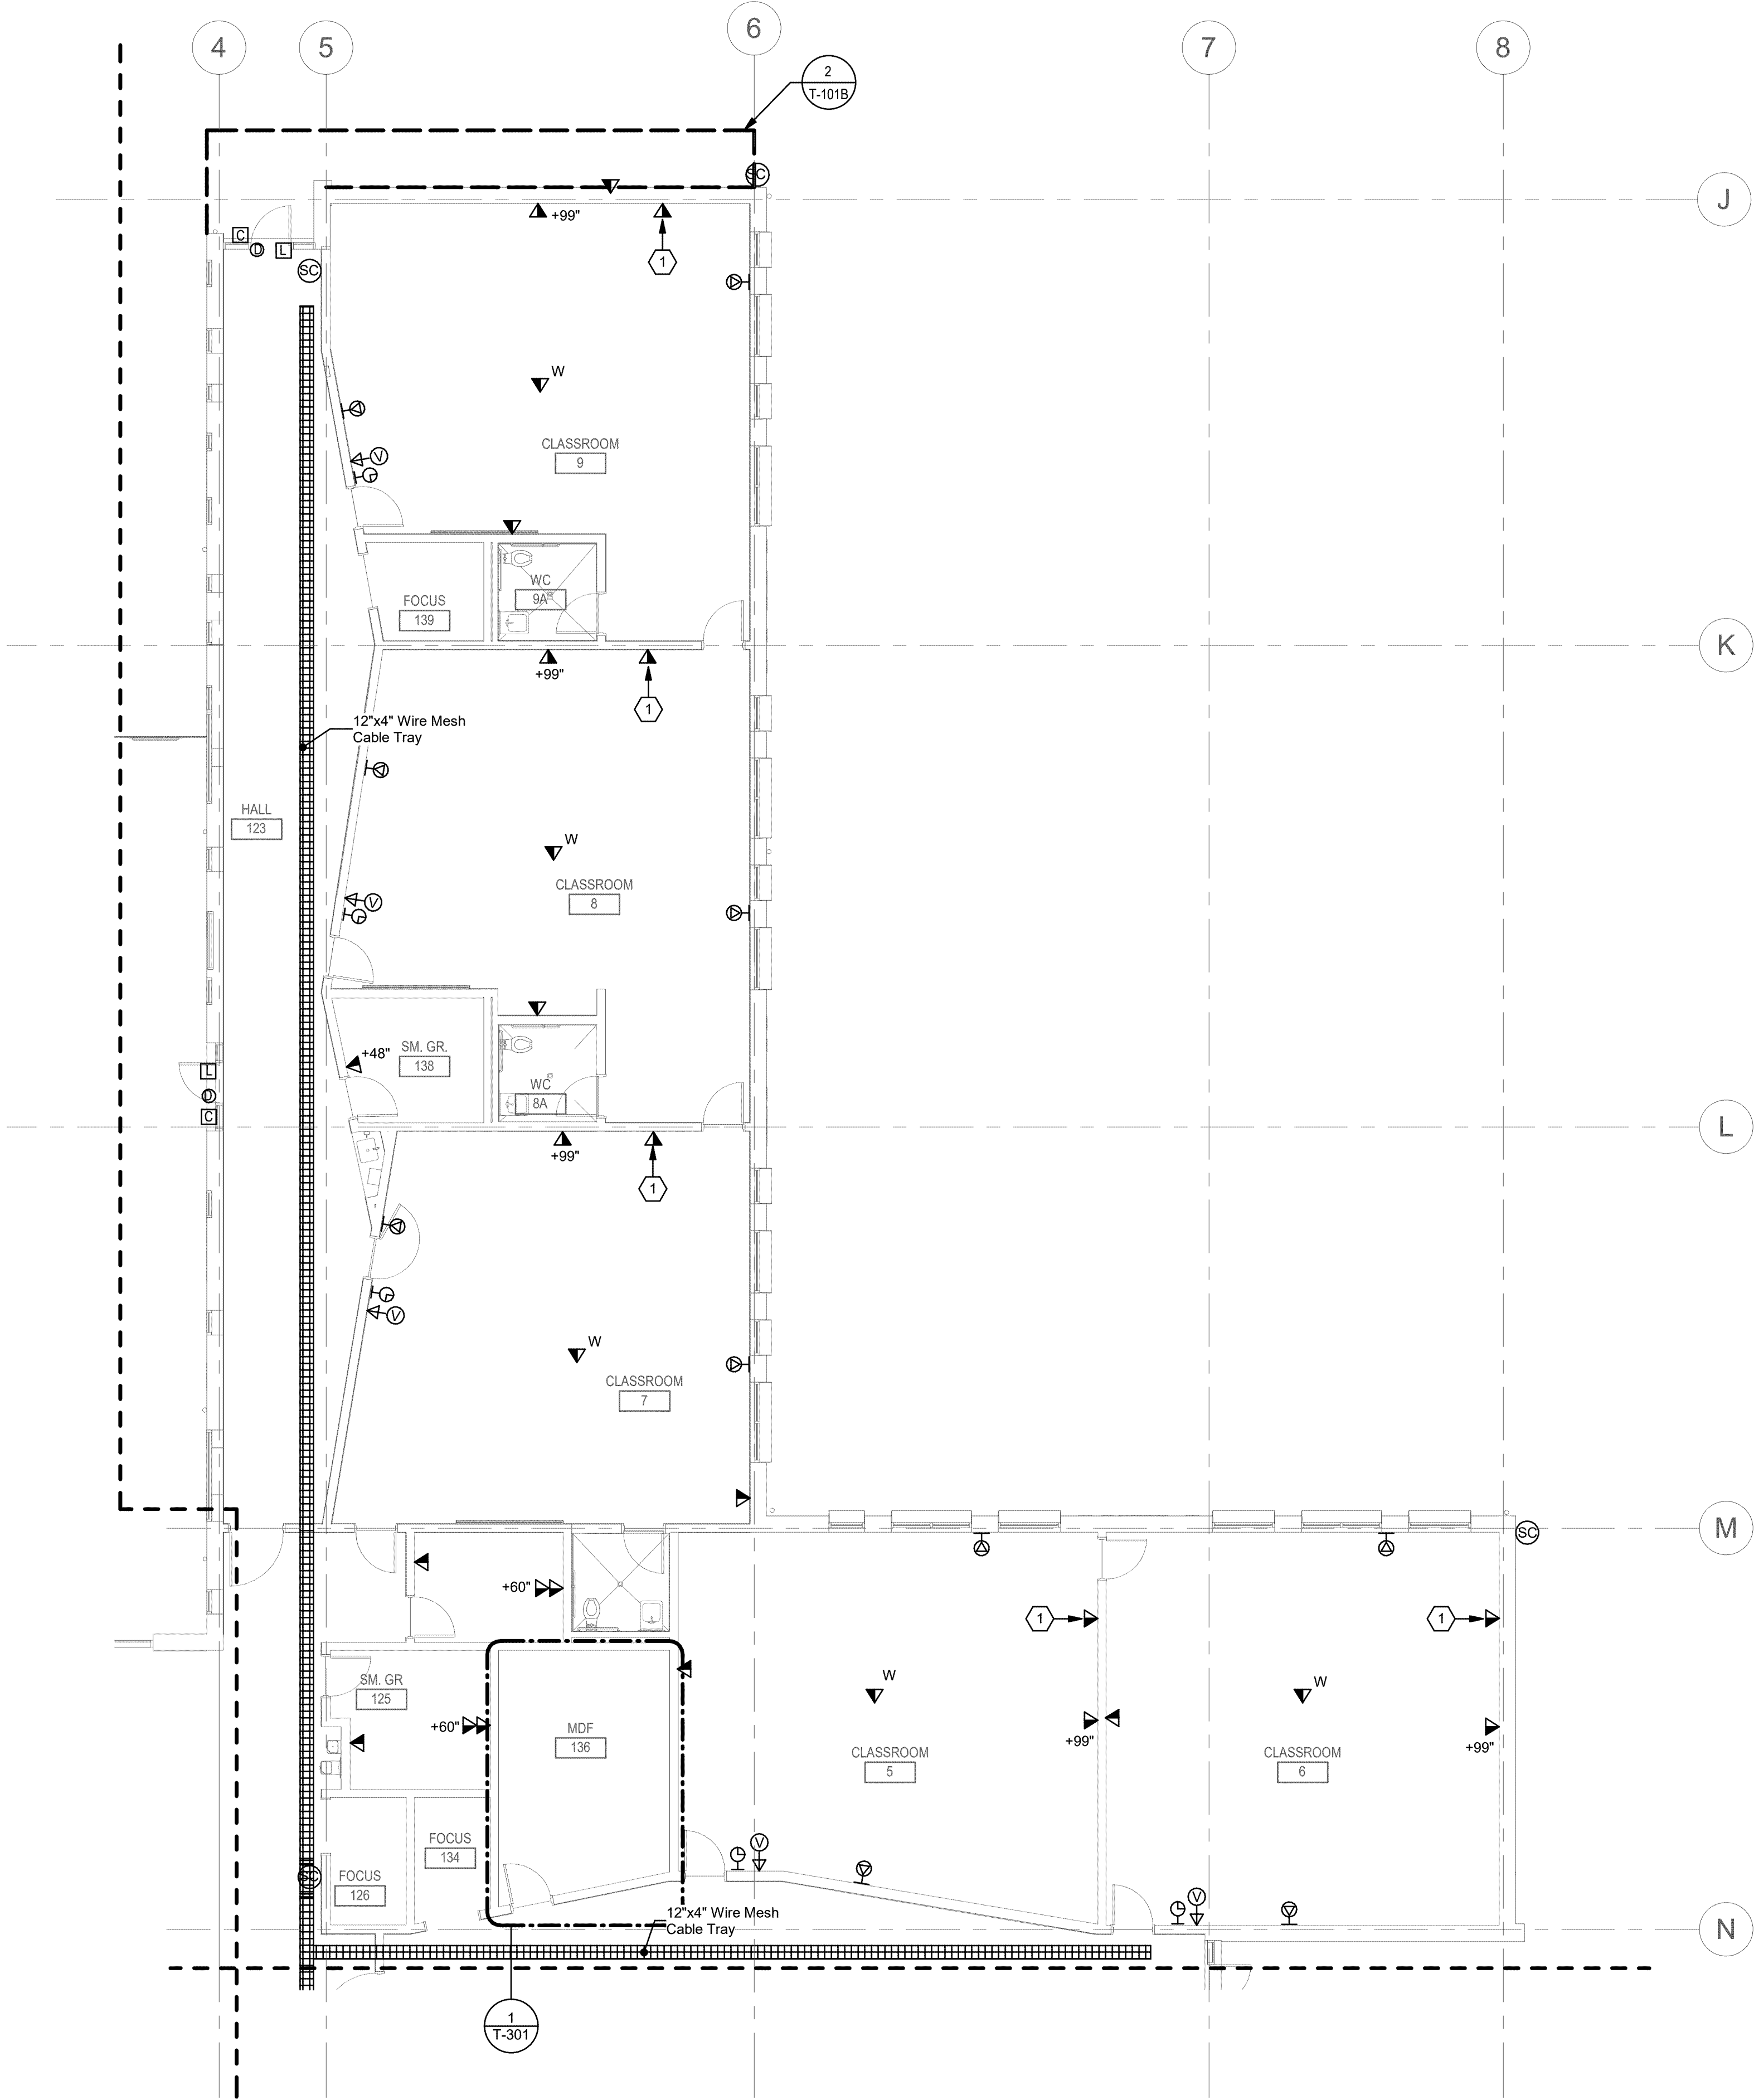 4
5
6
7
8
2
T-101B
SC
J
C
D
L
SC
+99"
1
W
CLASSROOM
9
V
WC
9A
FOCUS
139
K
+99"
1
12"x4" Wire Mesh
Cable Tray
HALL
123
W
CLASSROOM
8
V
SM. GR.
138
+48"
WC
8A
L
D
C
L
+99"
1
V
W
CLASSROOM
7
M
SC
+60"
1
1
SM. GR
125
+60"
MDF
136
W
CLASSROOM
5
+99"
W
CLASSROOM
6
+99"
FOCUS
134
FOCUS
126
SC
V
V
12"x4" Wire Mesh
Cable Tray
N
1
T-301